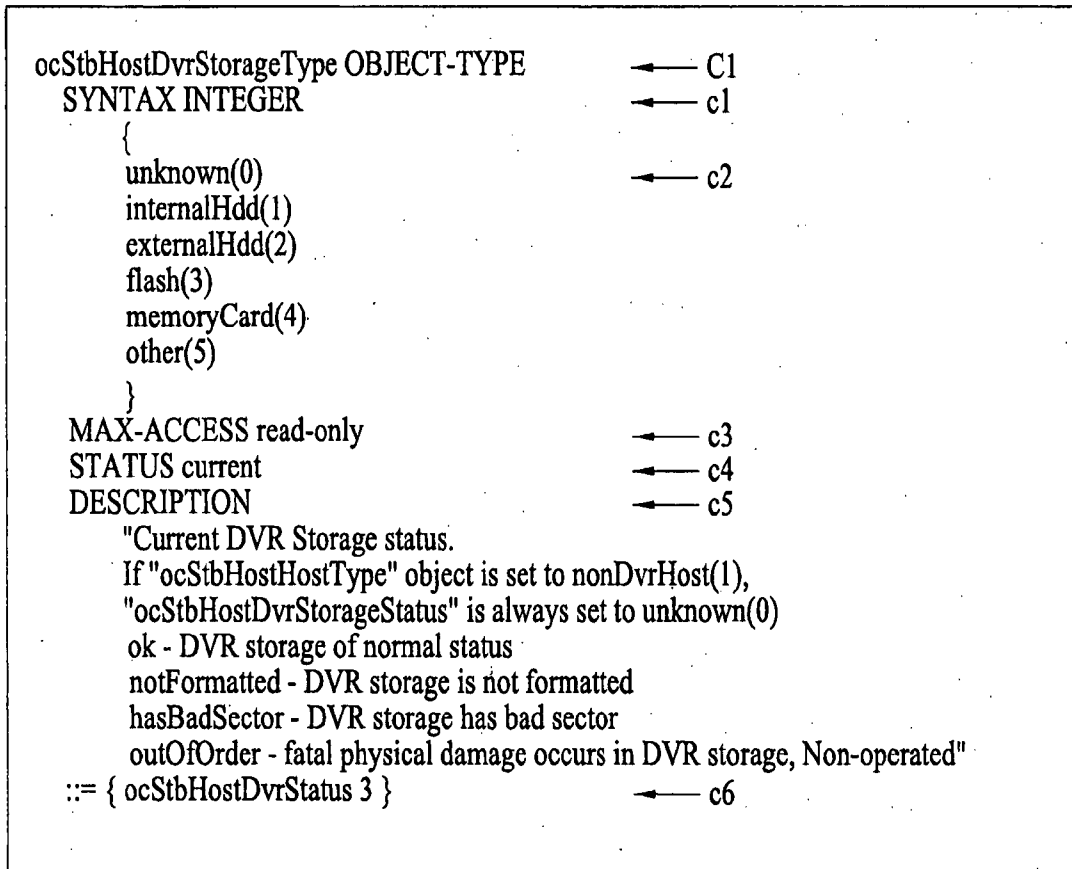 ocStbHostDvrStorageType OBJECT-TYPE C1
SYNTAX INTEGER c1
{
unknown(0) c2
internalHdd(1)
externalHdd(2)
flash(3)
memoryCard(4)
other(5)
}
MAX-ACCESS read-only c3
STATUS current c4
DESCRIPTION c5
"Current DVR Storage status.
If "ocStbHostHostType" object is set to nonDvrHost(1),
"ocStbHostDvrStorageStatus" is always set to unknown(0)
ok - DVR storage of normal status
notFormatted - DVR storage is not formatted
hasBadSector - DVR storage has bad sector
outOfOrder - fatal physical damage occurs in DVR storage, Non-operated"
::= { ocStbHostDvrStatus 3 } c6